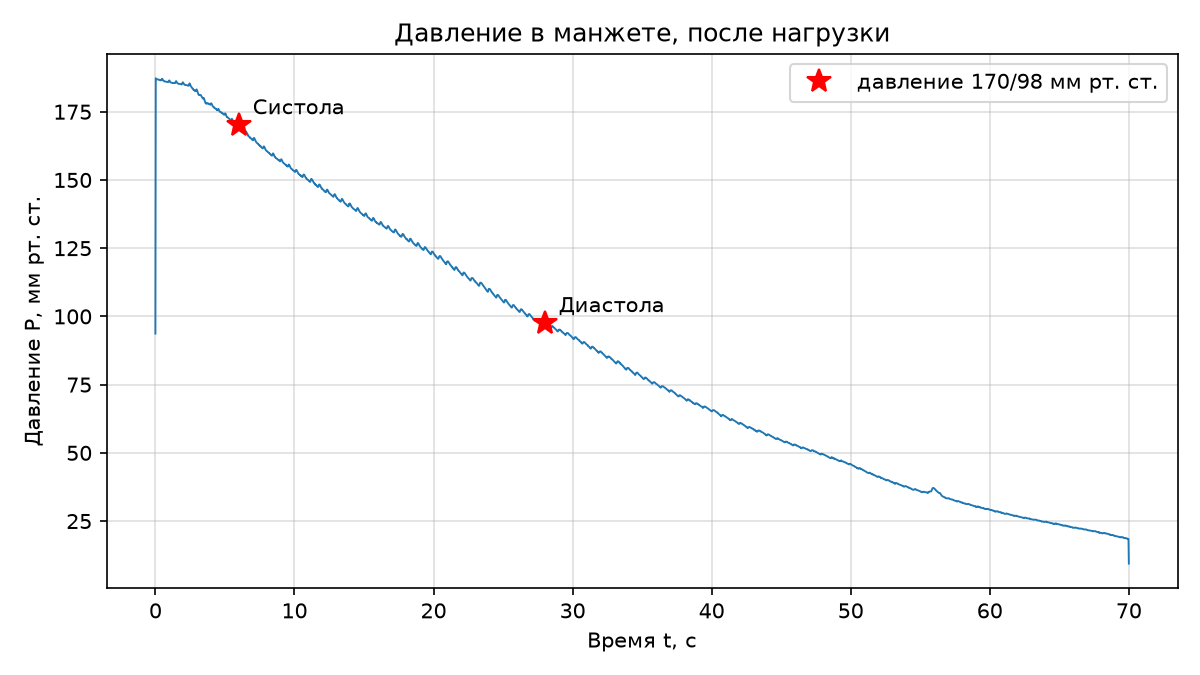 Давление в манжете, после нагрузки
давление 170/98 мм рт. ст.
Систола
Диастола
Давление P, мм рт. ст.
175
150
125
100
75
50
25
0 10 20 30 40 50 60 70
Время t, с